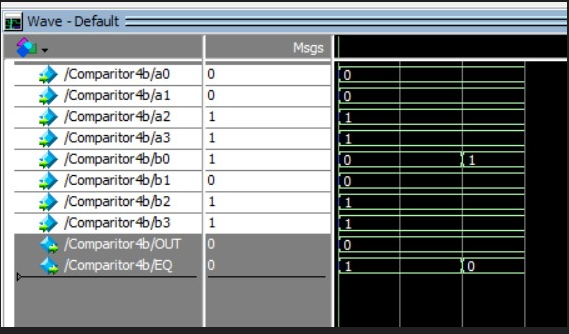 Wave - Default
Msgs
/Comparitor4b/a0 0 0
/Comparitor4b/a1 0 0
/Comparitor4b/a2 1 1
/Comparitor4b/a3 1 1
/Comparitor4b/b0 1 0 1
/Comparitor4b/b1 0 0
/Comparitor4b/b2 1 1
/Comparitor4b/b3 1 1
/Comparitor4b/OUT 0 0
/Comparitor4b/EQ 0 1 0